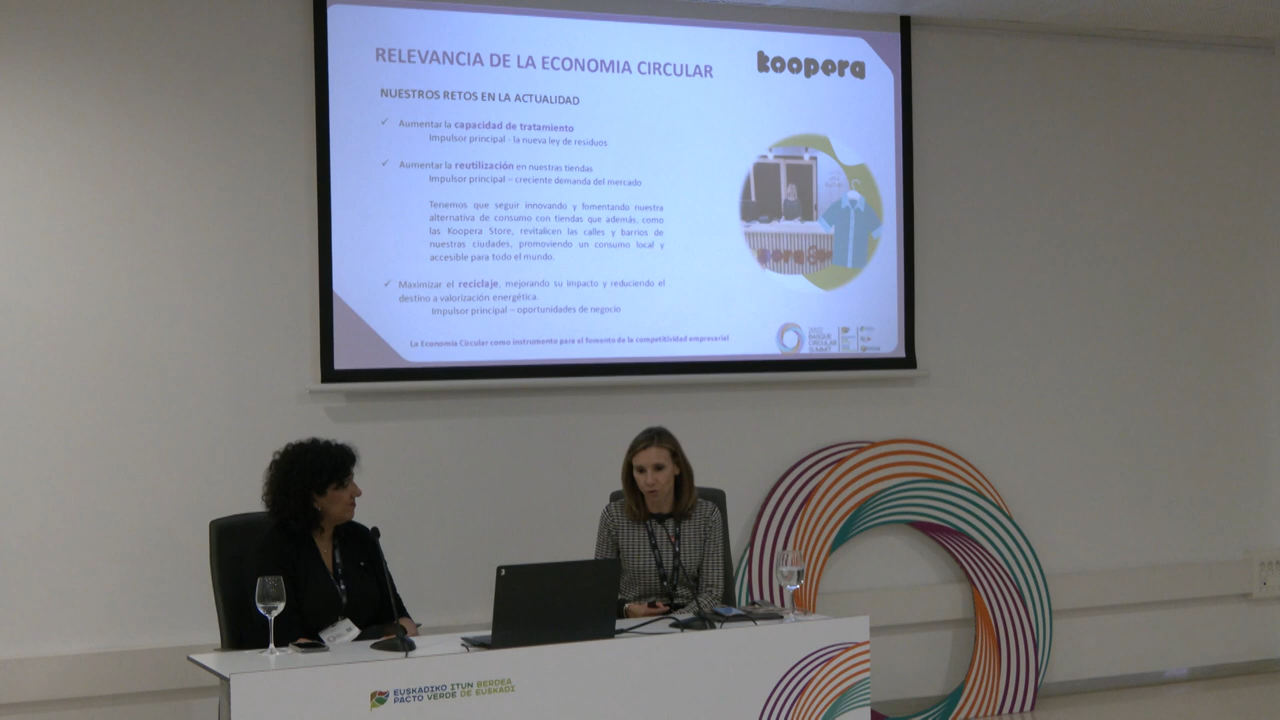 RELEVANCIA DE LA ECONOMIA CIRCULAR
koopera
NUESTROS RETOS EN LA ACTUALIDAD
✓ Aumentar la capacidad de tratamiento
Impulsor principal - la nueva ley de residuos
✓ Aumentar la reutilización en nuestras tiendas
Impulsor principal – creciente demanda del mercado
Tenemos que seguir innovando y fomentando nuestra
alternativa de consumo con tiendas que además, como
las Koopera Store, revitalicen las calles y barrios de
nuestras ciudades, promoviendo un consumo local y
accesible para todo el mundo.
✓ Maximizar el reciclaje, mejorando su impacto y reduciendo el
destino a valorización energética.
Impulsor principal – oportunidades de negocio
La Economía Circular como instrumento para el fomento de la competitividad empresarial
2022
BASQUE
CIRCULAR
SUMMIT
EUSKADIKO ITUN BERDEA
PACTO VERDE DE EUSKADI